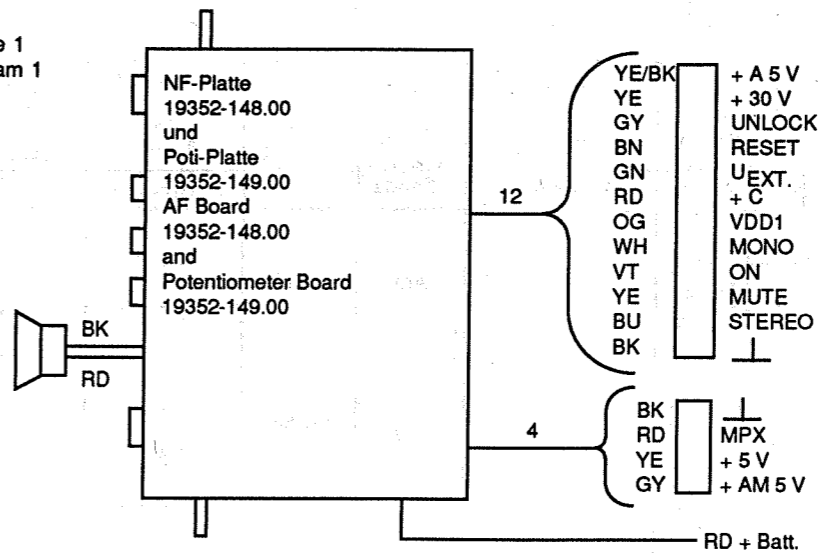 e 1
am 1
NF-Platte
19352-148.00
und
Poti-Platte
19352-149.00
AF Board
19352-148.00
and
Potentiometer Board
19352-149.00
BK
RD
12
YE/BK + A 5 V
YE + 30 V
GY UNLOCK
BN RESET
GN UEXT.
RD + C
OG VDD1
WH MONO
VT ON
YE MUTE
BU STEREO
BK
4
BK
RD MPX
YE + 5 V
GY + AM 5 V
RD + Batt.